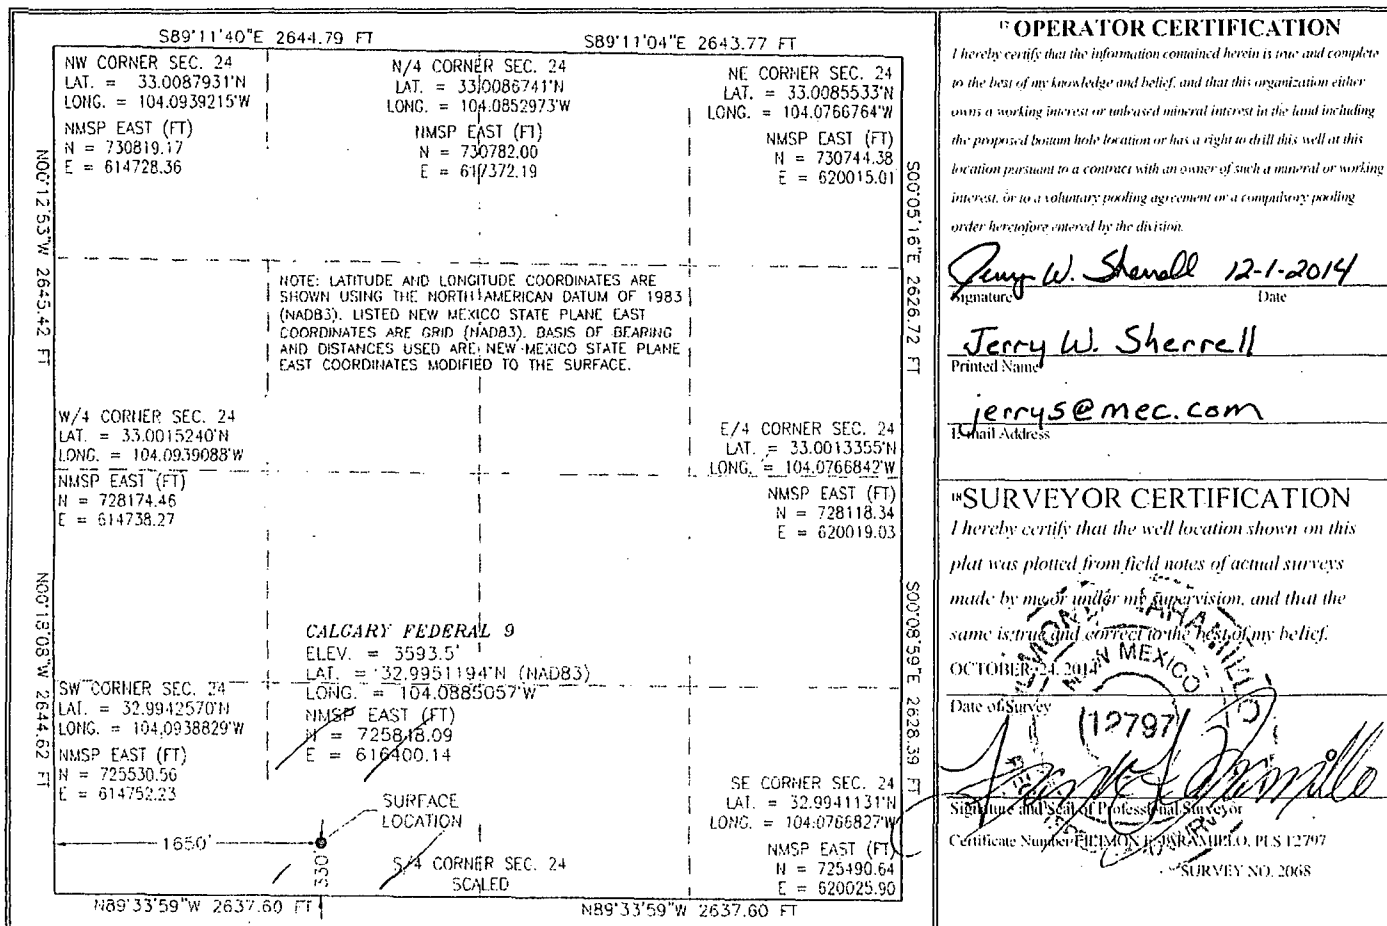 S89°11'40"E 2644.79 FT
S89°11'04"E 2643.77 FT
NW CORNER SEC. 24
LAT. = 33.0087931°N
LONG. = 104.0939215°W
NMSP EAST (FT)
N = 730819.17
E = 614728.36
N/4 CORNER SEC. 24
LAT. = 33.0086741°N
LONG. = 104.0852973°W
NMSP EAST (FT)
N = 730782.00
E = 617372.19
NE CORNER SEC. 24
LAT. = 33.0085533°N
LONG. = 104.0766764°W
NMSP EAST (FT)
N = 730744.38
E = 620015.01
N00°12'53"W 2645.42 FT
S00°05'16"E 2626.72 FT
NOTE: LATITUDE AND LONGITUDE COORDINATES ARE
SHOWN USING THE NORTH AMERICAN DATUM OF 1983
(NAD83). LISTED NEW MEXICO STATE PLANE EAST
COORDINATES ARE GRID (NAD83). BASIS OF BEARING
AND DISTANCES USED ARE NEW MEXICO STATE PLANE
EAST COORDINATES MODIFIED TO THE SURFACE.
W/4 CORNER SEC. 24
LAT. = 33.0015240°N
LONG. = 104.0939088°W
NMSP EAST (FT)
N = 728174.46
E = 614738.27
E/4 CORNER SEC. 24
LAT. = 33.0013355°N
LONG. = 104.0766842°W
NMSP EAST (FT)
N = 728118.34
E = 620019.03
N00°18'08"W 2644.62 FT
S00°08'59"E 2628.39 FT
CALGARY FEDERAL 9
ELEV. = 3593.5'
LAT. = 32.9951194°N (NAD83)
LONG. = 104.0885057°W
NMSP EAST (FT)
N = 725818.09
E = 616400.14
SW CORNER SEC. 24
LAT. = 32.9942570°N
LONG. = 104.0938829°W
NMSP EAST (FT)
N = 725530.56
E = 614752.23
SE CORNER SEC. 24
LAT. = 32.9941131°N
LONG. = 104.0766827°W
NMSP EAST (FT)
N = 725490.64
E = 620025.90
SURFACE
LOCATION
1650'
330'
S/4 CORNER SEC. 24
SCALED
N89°33'59"W 2637.60 FT
N89°33'59"W 2637.60 FT
17 OPERATOR CERTIFICATION
I hereby certify that the information contained herein is true and complete
to the best of my knowledge and belief, and that this organization either
owns a working interest or unleased mineral interest in the land including
the proposed bottom hole location or has a right to drill this well at this
location pursuant to a contract with an owner of such a mineral or working
interest, or to a voluntary pooling agreement or a compulsory pooling
order heretofore entered by the division.
Jerry W. Sherrell 12-1-2014
Signature Date
Jerry W. Sherrell
Printed Name
jerrys@mec.com
E-mail Address
18 SURVEYOR CERTIFICATION
I hereby certify that the well location shown on this
plat was plotted from field notes of actual surveys
made by me or under my supervision, and that the
same is true and correct to the best of my belief.
OCTOBER 24, 2014
Date of Survey
NEW MEXICO
12797
Signature and Seal of Professional Surveyor
Certificate Number FILIMON F. JARAMILLO, PLS 12797
SURVEY NO. 2068